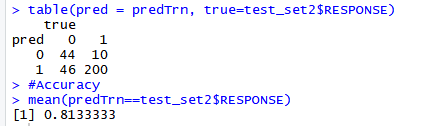 > table(pred = predTrn, true=test_set2$RESPONSE)
    true
pred   0   1
   0  44  10
   1  46 200
> #Accuracy
> mean(predTrn==test_set2$RESPONSE)
[1] 0.8133333